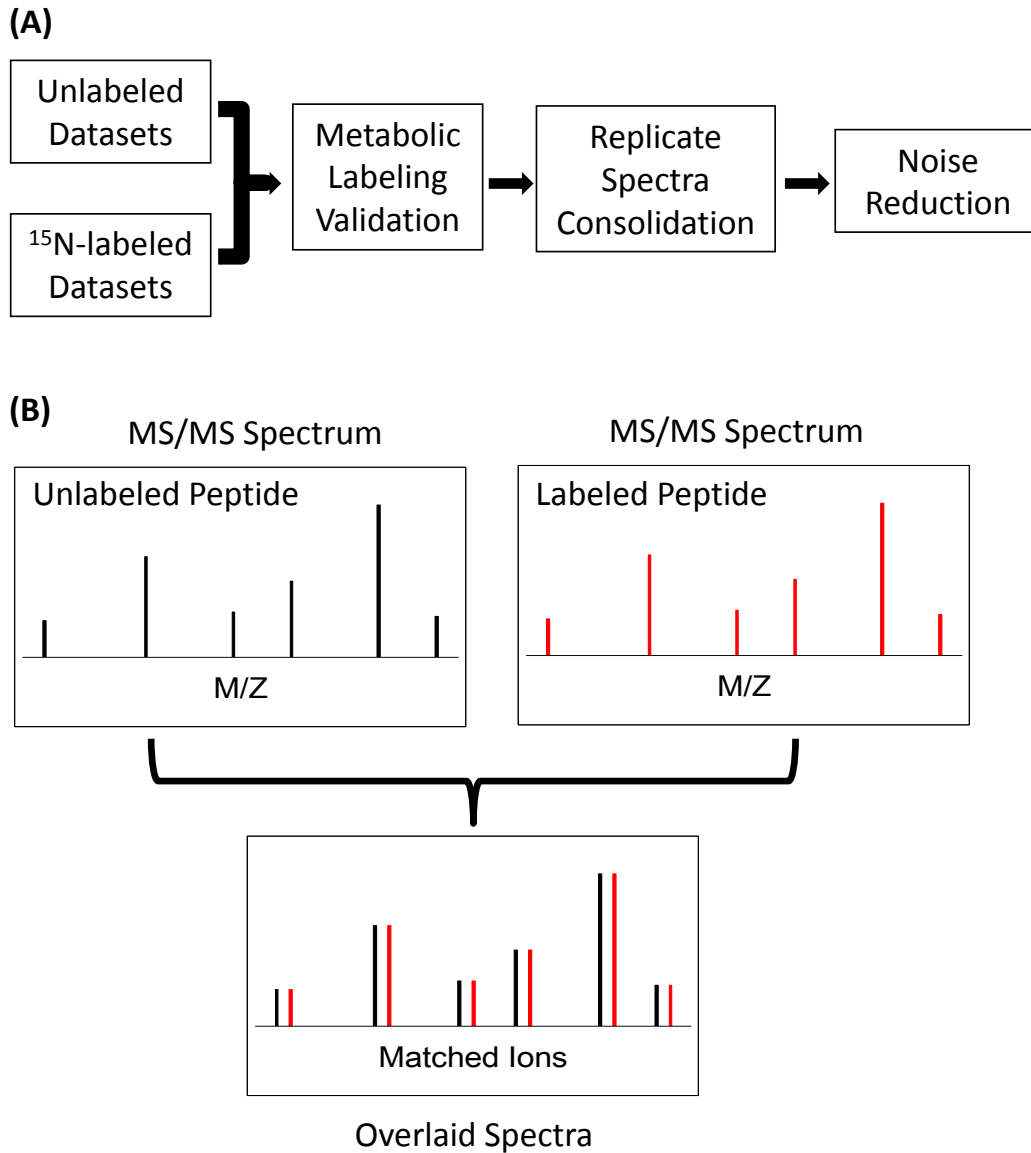 (A)
Unlabeled
Datasets
¹⁵N-labeled
Datasets
Metabolic
Labeling
Validation
Replicate
Spectra
Consolidation
Noise
Reduction
(B)
MS/MS Spectrum
Unlabeled Peptide
M/Z
MS/MS Spectrum
Labeled Peptide
M/Z
Matched Ions
Overlaid Spectra